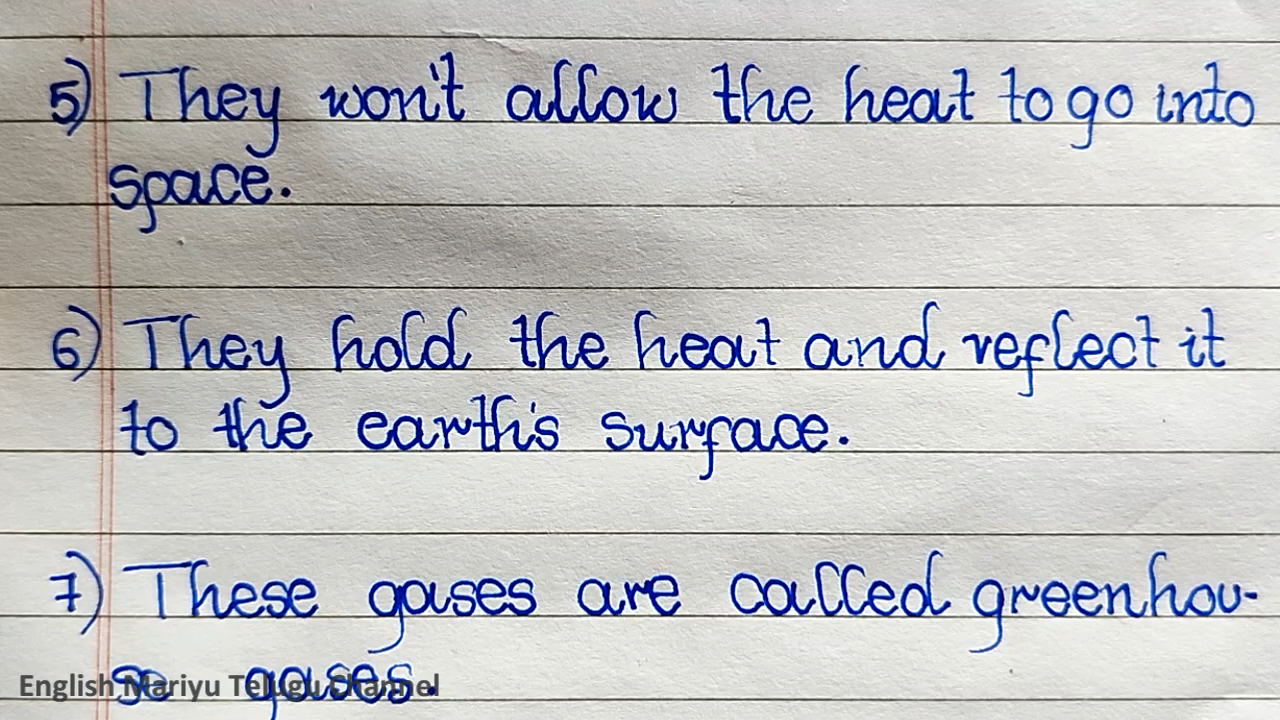 5) They won't allow the heat to go into
space.
6) They hold the heat and reflect it
to the earth's surface.
7) These gases are called greenhou-
se gases.
English Mariyu Telugu Channel